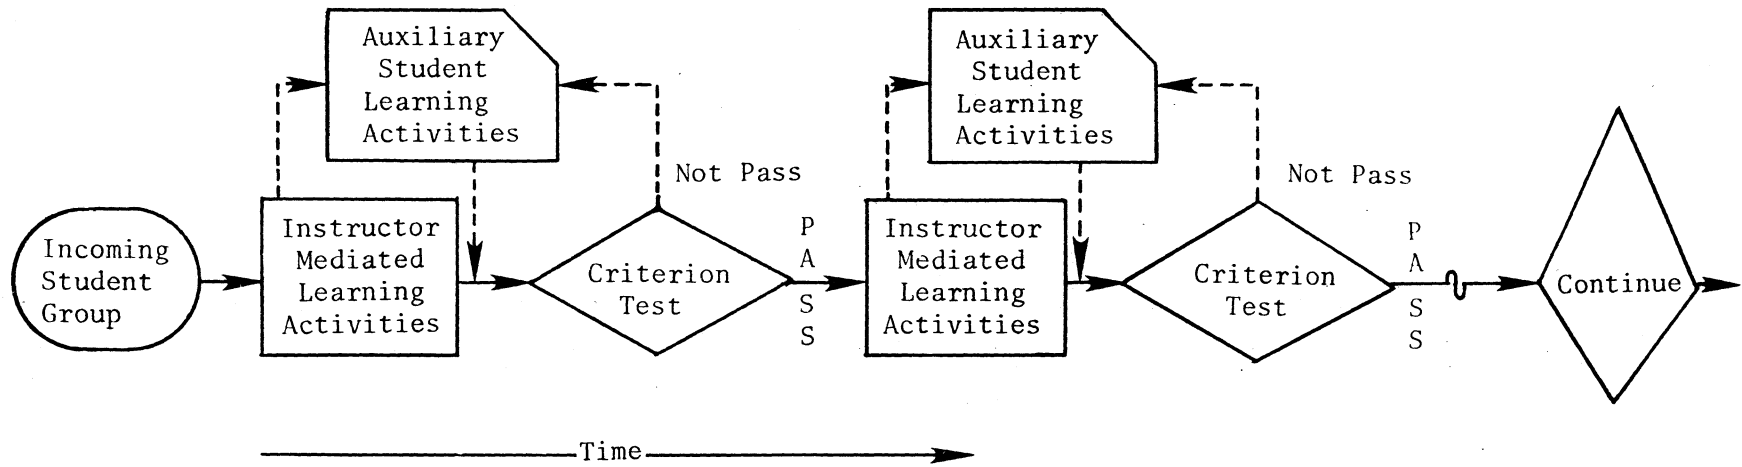 Auxiliary
Student
Learning
Activities
Not Pass
Incoming
Student
Group
Instructor
Mediated
Learning
Activities
Criterion
Test
P
A
S
S
Auxiliary
Student
Learning
Activities
Not Pass
Instructor
Mediated
Learning
Activities
Criterion
Test
P
A
S
S
Continue
Time